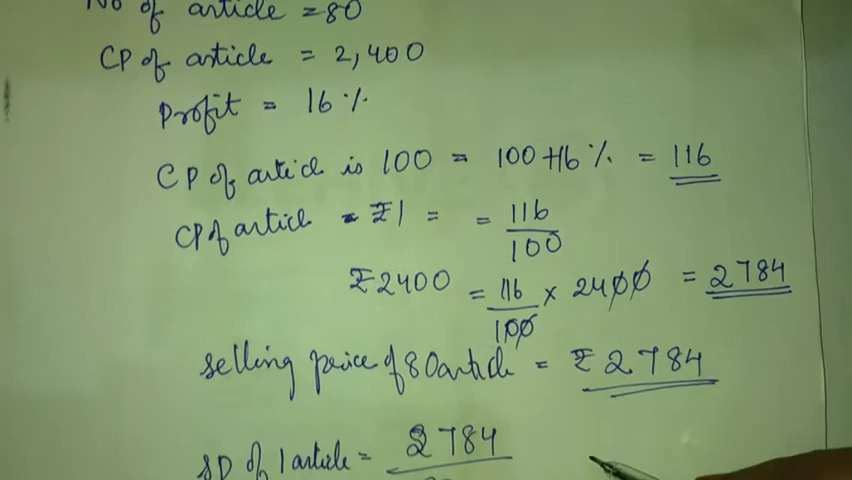 No of article = 80
CP of article = 2,400
Profit = 16 %
CP of article is 100 = 100 + 16 % = 116
CP of article = ₹1 = = 116/100
₹2400 = 116/100 × 2400 = 2784
Selling price of 80 article = ₹2784
SP of 1 article = 2784